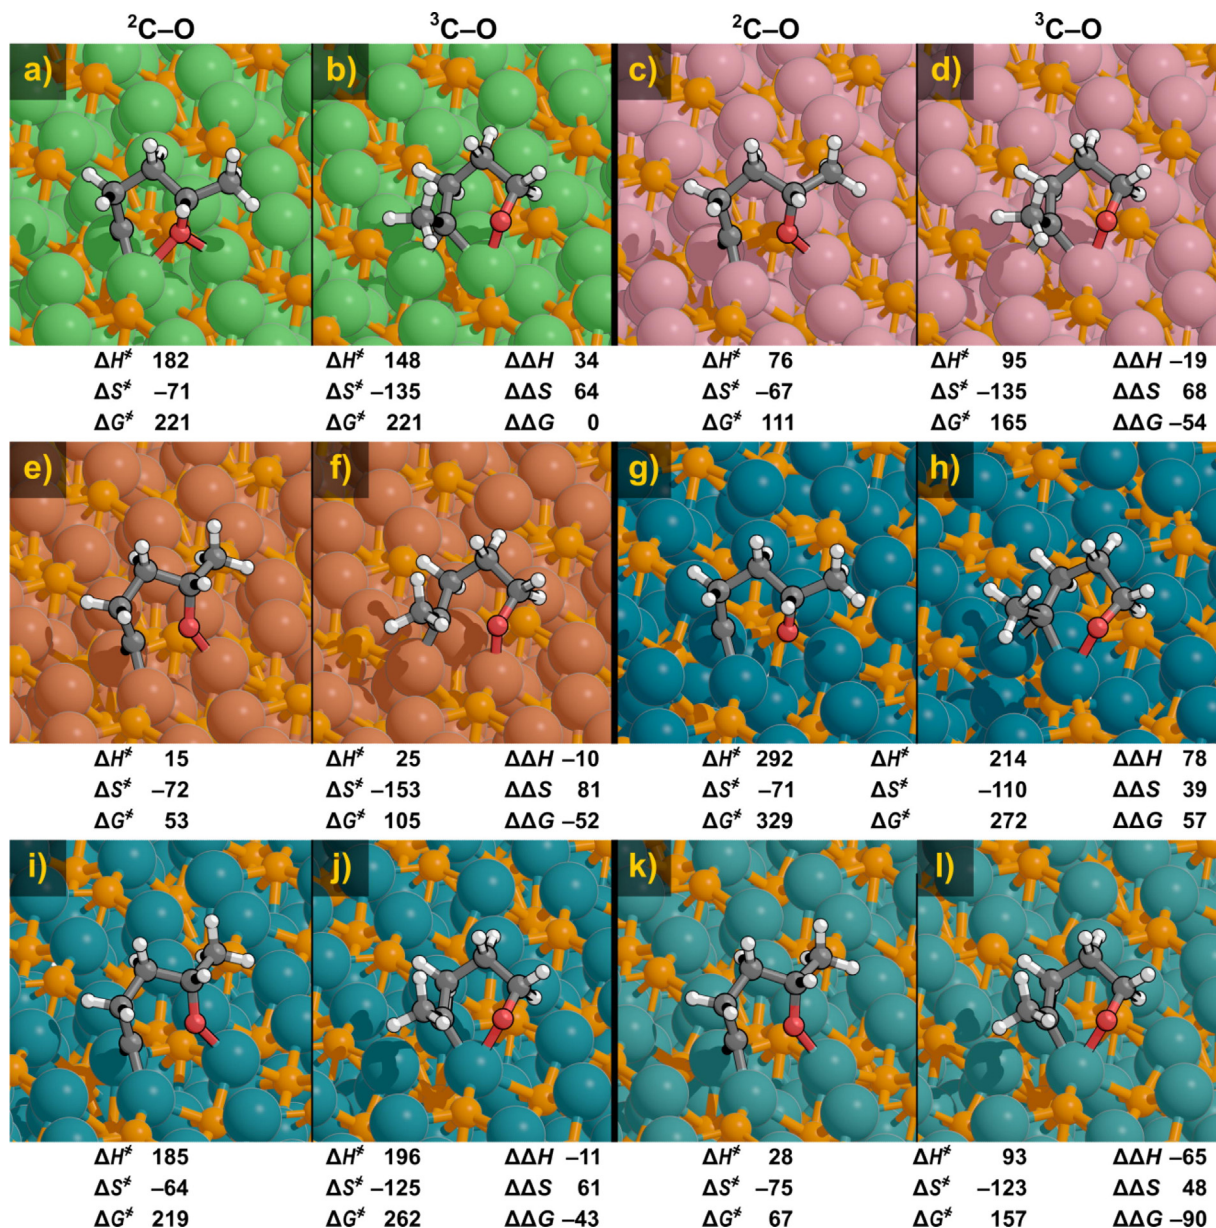 ²C–O ³C–O ²C–O ³C–O
a) b) c) d)
ΔH‡ 182 ΔH‡ 148 ΔΔH 34 ΔH‡ 76 ΔH‡ 95 ΔΔH –19
ΔS‡ –71 ΔS‡ –135 ΔΔS 64 ΔS‡ –67 ΔS‡ –135 ΔΔS 68
ΔG‡ 221 ΔG‡ 221 ΔΔG 0 ΔG‡ 111 ΔG‡ 165 ΔΔG –54
e) f) g) h)
ΔH‡ 15 ΔH‡ 25 ΔΔH –10 ΔH‡ 292 ΔH‡ 214 ΔΔH 78
ΔS‡ –72 ΔS‡ –153 ΔΔS 81 ΔS‡ –71 ΔS‡ –110 ΔΔS 39
ΔG‡ 53 ΔG‡ 105 ΔΔG –52 ΔG‡ 329 ΔG‡ 272 ΔΔG 57
i) j) k) l)
ΔH‡ 185 ΔH‡ 196 ΔΔH –11 ΔH‡ 28 ΔH‡ 93 ΔΔH –65
ΔS‡ –64 ΔS‡ –125 ΔΔS 61 ΔS‡ –75 ΔS‡ –123 ΔΔS 48
ΔG‡ 219 ΔG‡ 262 ΔΔG –43 ΔG‡ 67 ΔG‡ 157 ΔΔG –90